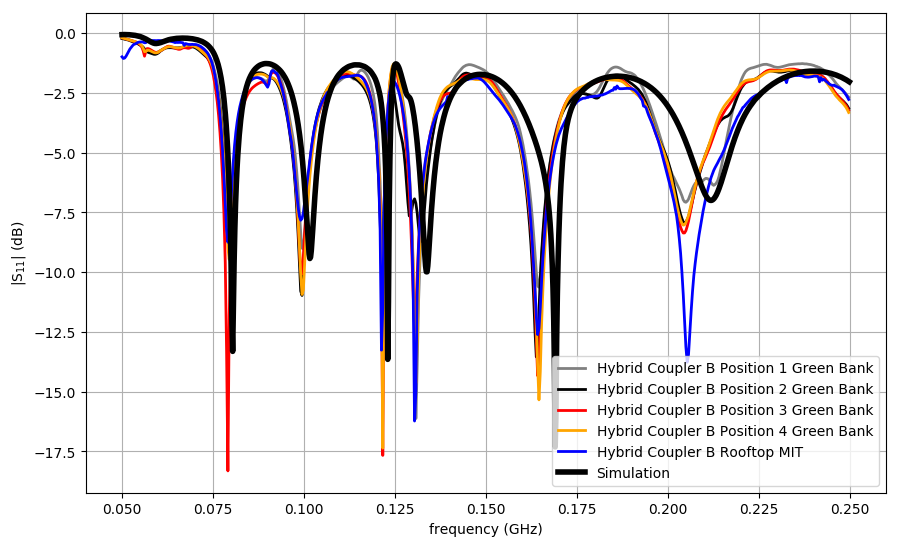 0.0
−2.5
−5.0
−7.5
−10.0
−12.5
−15.0
−17.5
|S₁₁| (dB)
Hybrid Coupler B Position 1 Green Bank
Hybrid Coupler B Position 2 Green Bank
Hybrid Coupler B Position 3 Green Bank
Hybrid Coupler B Position 4 Green Bank
Hybrid Coupler B Rooftop MIT
Simulation
0.050 0.075 0.100 0.125 0.150 0.175 0.200 0.225 0.250
frequency (GHz)